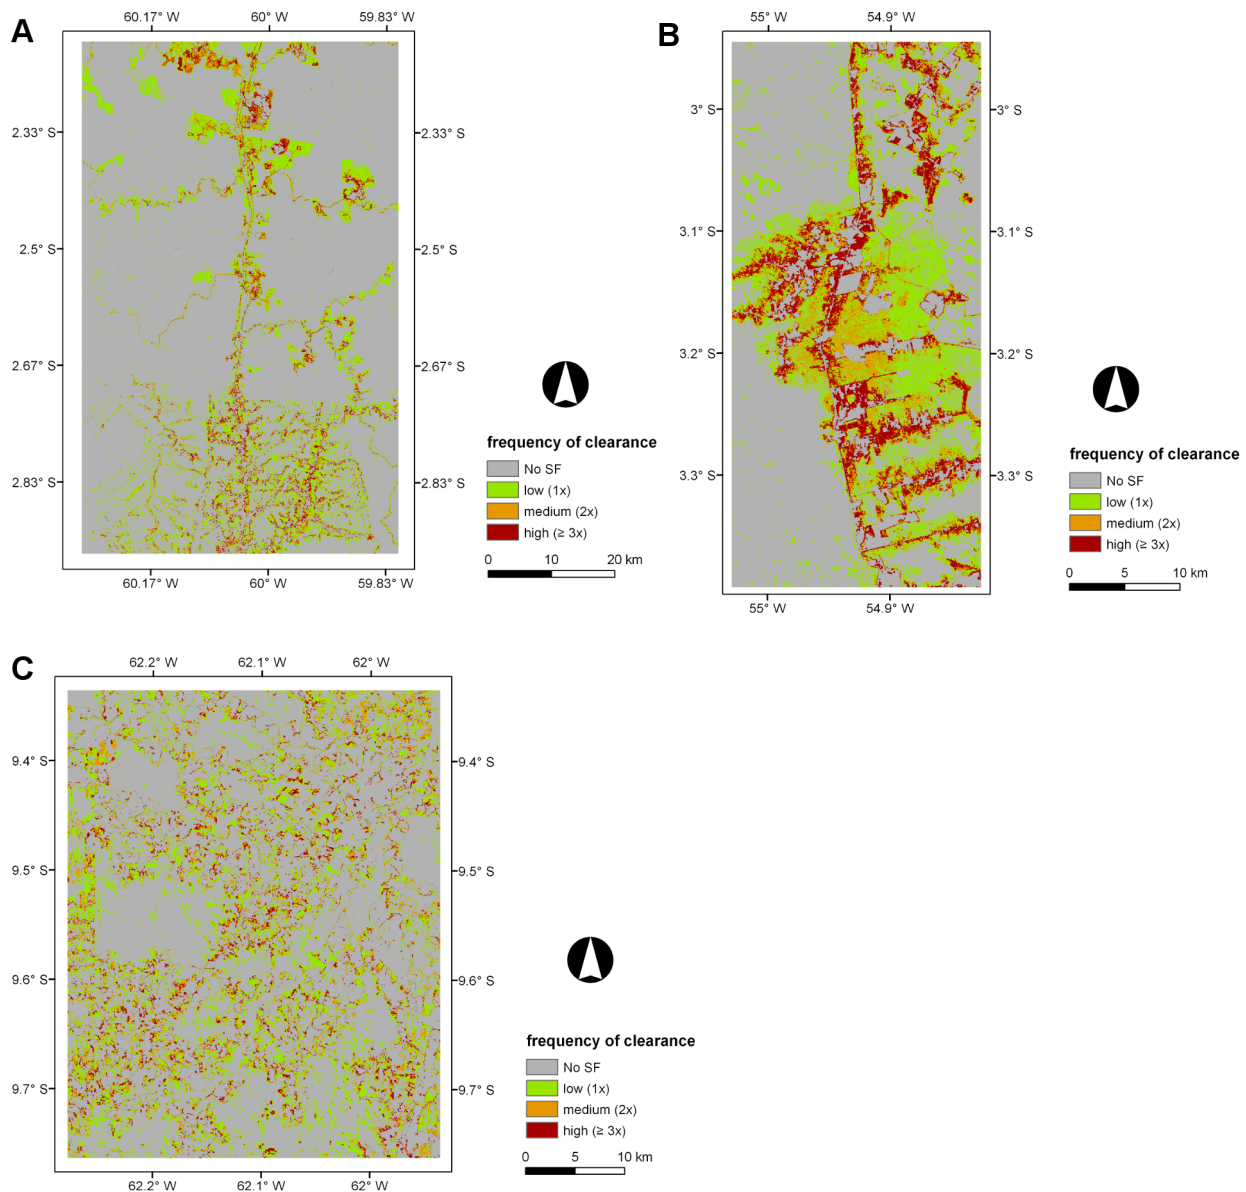 A
60.17° W 60° W 59.83° W
2.33° S 2.33° S
2.5° S 2.5° S
2.67° S 2.67° S
2.83° S 2.83° S
60.17° W 60° W 59.83° W
frequency of clearance
No SF
low (1x)
medium (2x)
high (≥ 3x)
0 10 20 km
B
55° W 54.9° W
3° S 3° S
3.1° S 3.1° S
3.2° S 3.2° S
3.3° S 3.3° S
55° W 54.9° W
frequency of clearance
No SF
low (1x)
medium (2x)
high (≥ 3x)
0 5 10 km
C
62.2° W 62.1° W 62° W
9.4° S 9.4° S
9.5° S 9.5° S
9.6° S 9.6° S
9.7° S 9.7° S
62.2° W 62.1° W 62° W
frequency of clearance
No SF
low (1x)
medium (2x)
high (≥ 3x)
0 5 10 km